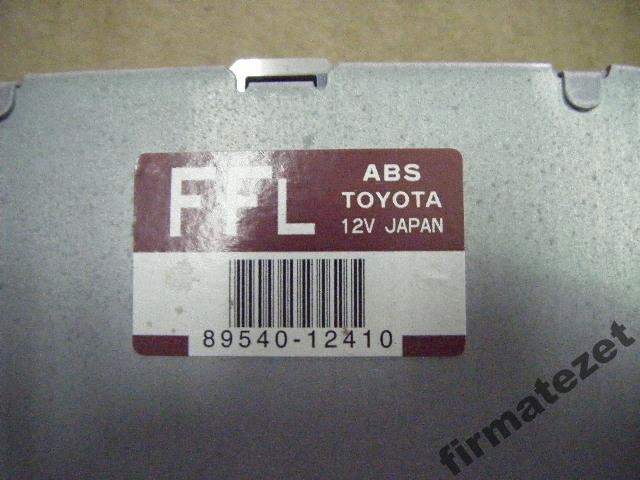 FFL
ABS
TOYOTA
12V JAPAN
89540-12410
firmatezet